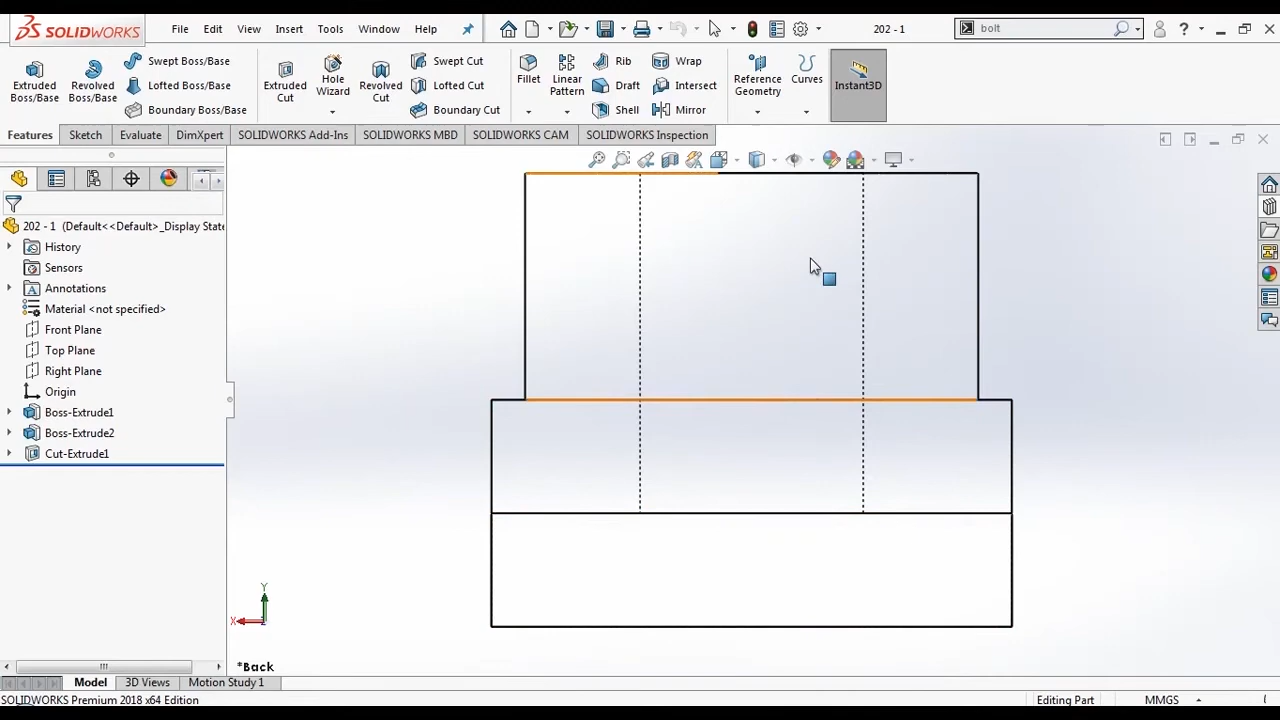 SOLIDWORKS File Edit View Insert Tools Window Help 202 - 1 bolt ?
Extruded Boss/Base
Revolved Boss/Base
Swept Boss/Base
Lofted Boss/Base
Boundary Boss/Base
Extruded Cut
Hole Wizard
Revolved Cut
Swept Cut
Lofted Cut
Boundary Cut
Fillet
Linear Pattern
Rib
Draft
Shell
Wrap
Intersect
Mirror
Reference Geometry
Curves
Instant3D
Features Sketch Evaluate DimXpert SOLIDWORKS Add-Ins SOLIDWORKS MBD SOLIDWORKS CAM SOLIDWORKS Inspection
202 - 1 (Default<<Default>_Display State
History
Sensors
Annotations
Material <not specified>
Front Plane
Top Plane
Right Plane
Origin
Boss-Extrude1
Boss-Extrude2
Cut-Extrude1
Y
X
*Back
Model 3D Views Motion Study 1
SOLIDWORKS Premium 2018 x64 Edition Editing Part MMGS